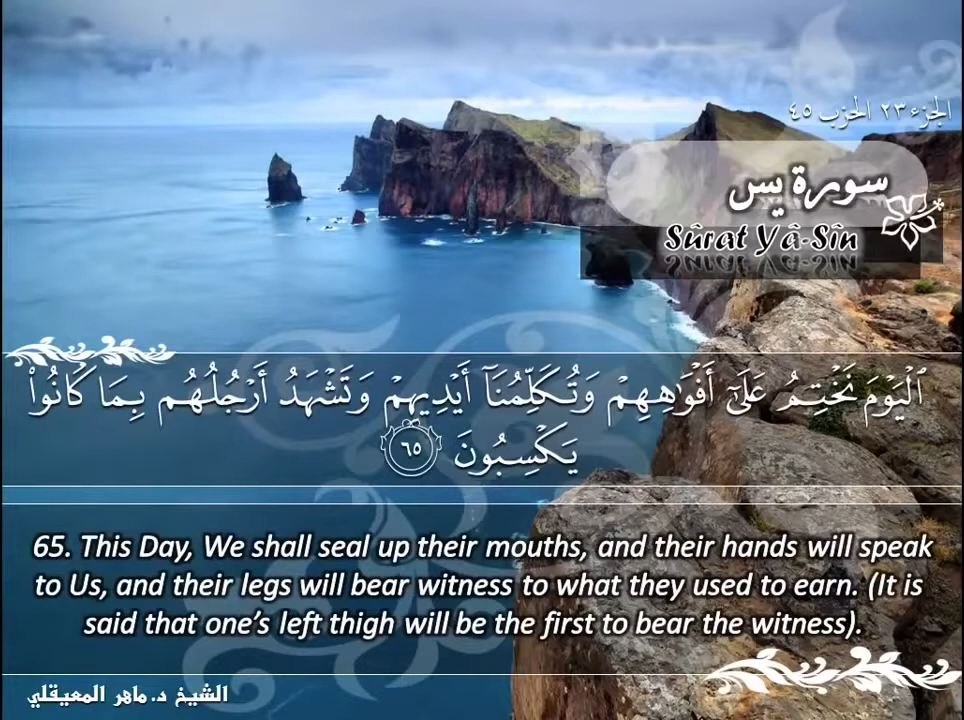 الجزء ٢٣ الحزب ٤٥
سورة يس
Sûrat Yâ-Sîn
ٱلْيَوْمَ نَخْتِمُ عَلَىٰٓ أَفْوَٰهِهِمْ وَتُكَلِّمُنَآ أَيْدِيهِمْ وَتَشْهَدُ أَرْجُلُهُم بِمَا كَانُوا۟
يَكْسِبُونَ ٦٥
65. This Day, We shall seal up their mouths, and their hands will speak
to Us, and their legs will bear witness to what they used to earn. (It is
said that one’s left thigh will be the first to bear the witness).
الشيخ د. ماهر المعيقلي